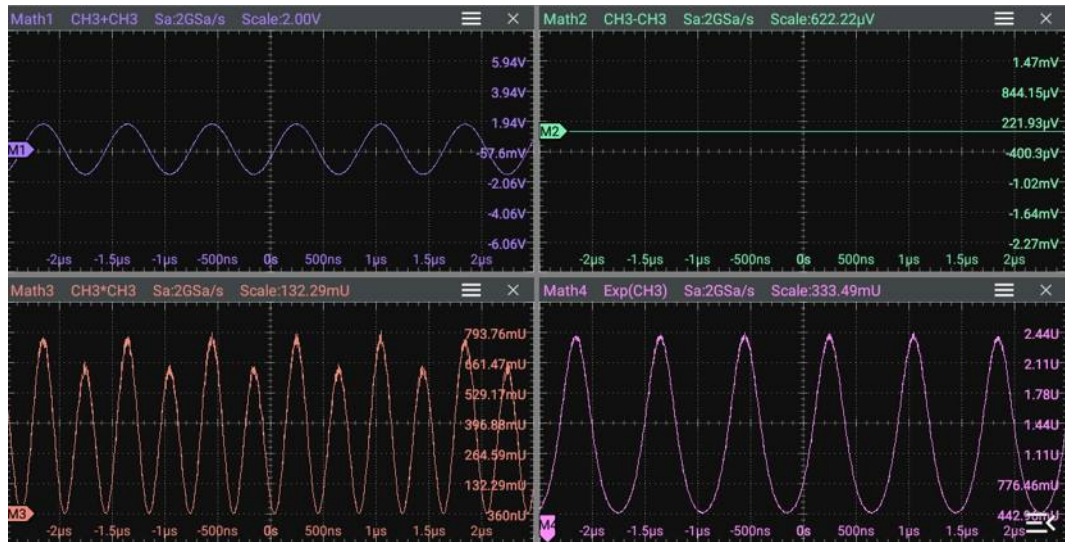 Math1 CH3+CH3 Sa:2GSa/s Scale:2.00V
5.94V
3.94V
1.94V
M1
-57.6mV
-2.06V
-4.06V
-6.06V
-2µs -1.5µs -1µs -500ns 0s 500ns 1µs 1.5µs 2µs
Math2 CH3-CH3 Sa:2GSa/s Scale:622.22µV
1.47mV
844.15µV
221.93µV
M2
-400.3µV
-1.02mV
-1.64mV
-2.27mV
-2µs -1.5µs -1µs -500ns 0s 500ns 1µs 1.5µs 2µs
Math3 CH3*CH3 Sa:2GSa/s Scale:132.29mU
793.76mU
661.47mU
529.17mU
396.88mU
264.59mU
132.29mU
M3
360nU
-2µs -1.5µs -1µs -500ns 0s 500ns 1µs 1.5µs 2µs
Math4 Exp(CH3) Sa:2GSa/s Scale:333.49mU
2.44U
2.11U
1.78U
1.44U
1.11U
776.46mU
M4
-2µs -1.5µs -1µs -500ns 0s 500ns 1µs 1.5µs 2µs